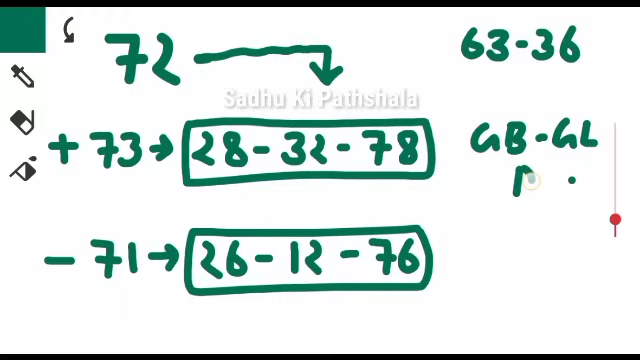 72 63-36
Sadhu Ki Pathshala
+ 73 → 28-32-78 GB-GL
- 71 → 26-12-76